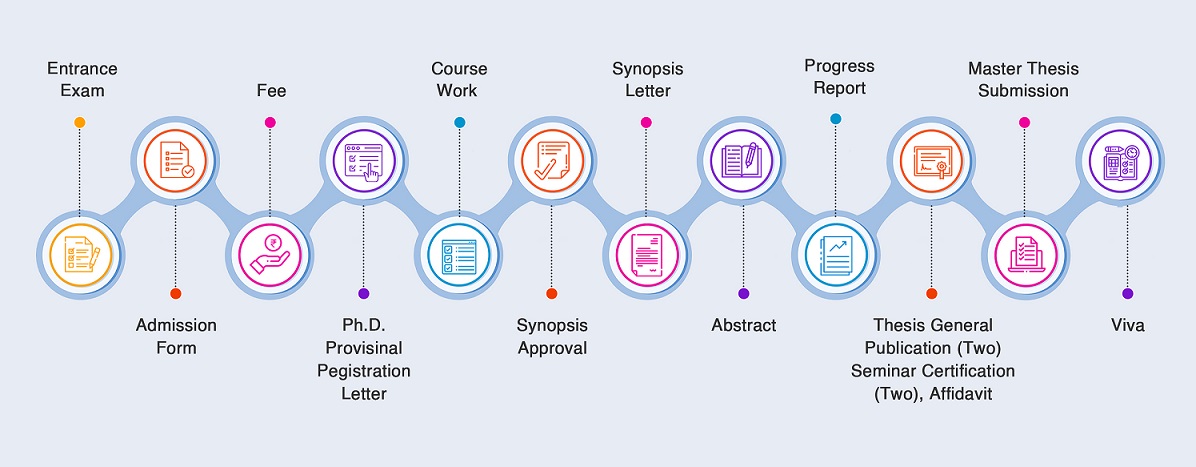 Entrance
Exam
Admission
Form
Fee
Ph.D.
Provisinal
Pegistration
Letter
Course
Work
Synopsis
Approval
Synopsis
Letter
Abstract
Progress
Report
Thesis General
Publication (Two)
Seminar Certification
(Two), Affidavit
Master Thesis
Submission
Viva
₹